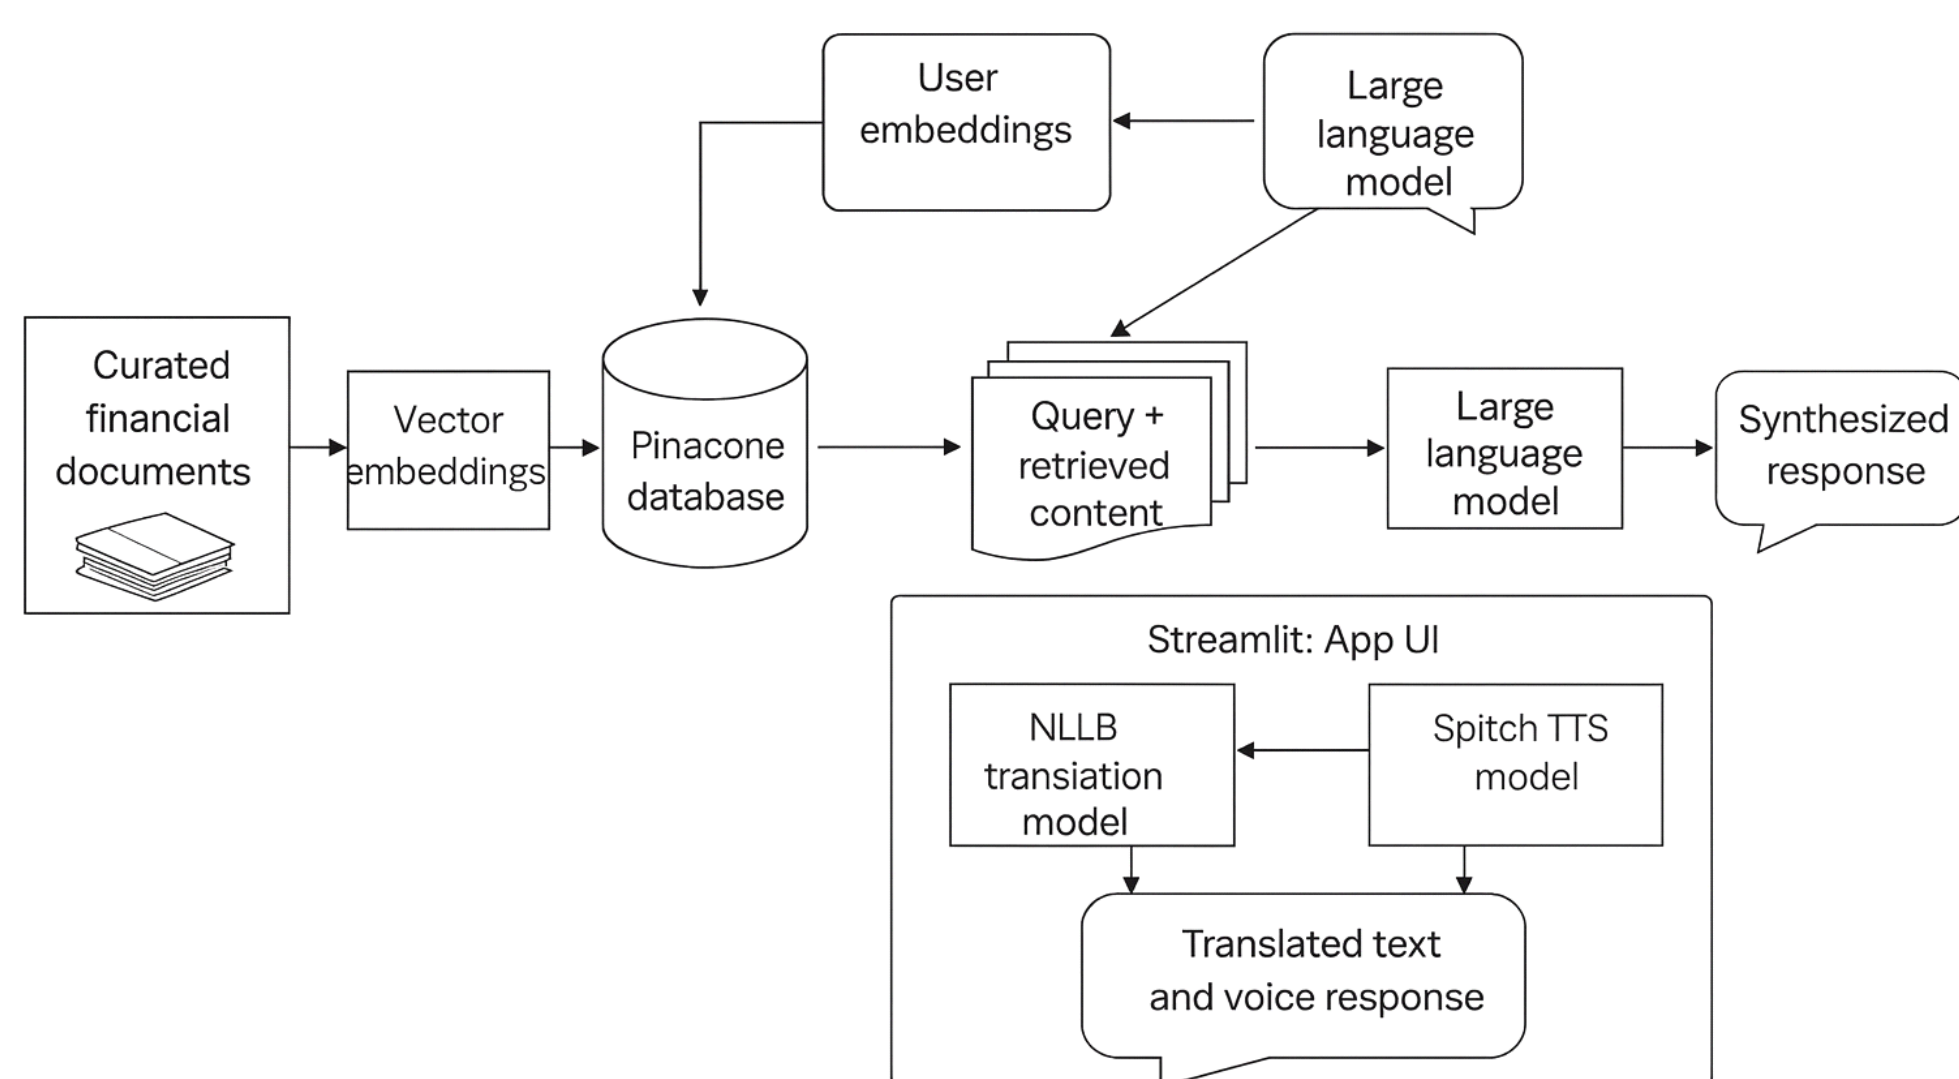 User
embeddings
Large
language
model
Curated
financial
documents
Vector
embeddings
Pinacone
database
Query +
retrieved
content
Large
language
model
Synthesized
response
Streamlit: App UI
NLLB
transiation
model
Spitch TTS
model
Translated text
and voice response